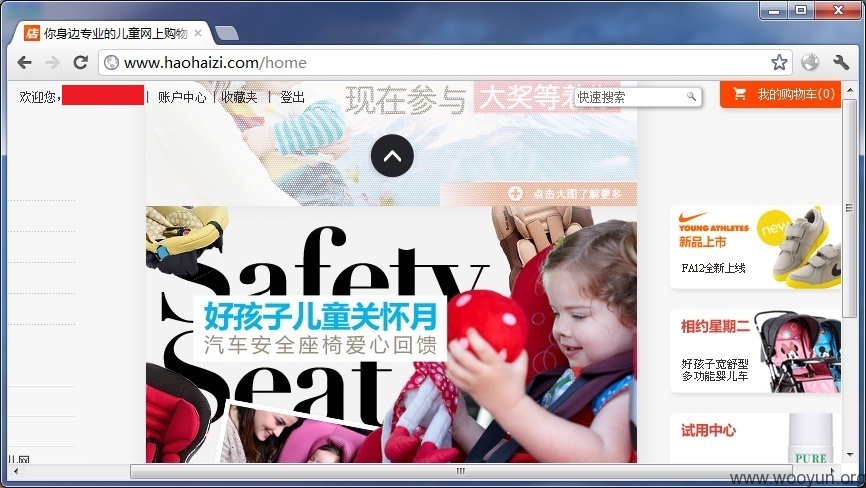 你身边专业的儿童网上购物
www.haohaizi.com/home
欢迎您， | 账户中心 | 收藏夹 | 登出
快速搜索
我的购物车(0)
现在参与 大奖等
点击大图了解更多
YOUNG ATHLETES
新品上市
new
FA12全新上线
Safety
好孩子儿童关怀月
汽车安全座椅爱心回馈
Seat
相约星期二
好孩子宽舒型
多功能婴儿车
试用中心
PURE
儿网
www.wooyun.org